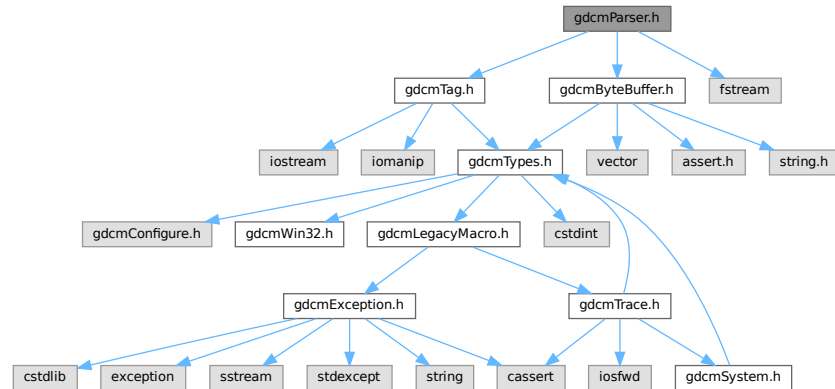 gdcmParser.h
gdcmTag.h
gdcmByteBuffer.h
fstream
iostream
iomanip
gdcmTypes.h
vector
assert.h
string.h
gdcmConfigure.h
gdcmWin32.h
gdcmLegacyMacro.h
cstdint
gdcmException.h
gdcmTrace.h
cstdlib
exception
sstream
stdexcept
string
cassert
iosfwd
gdcmSystem.h